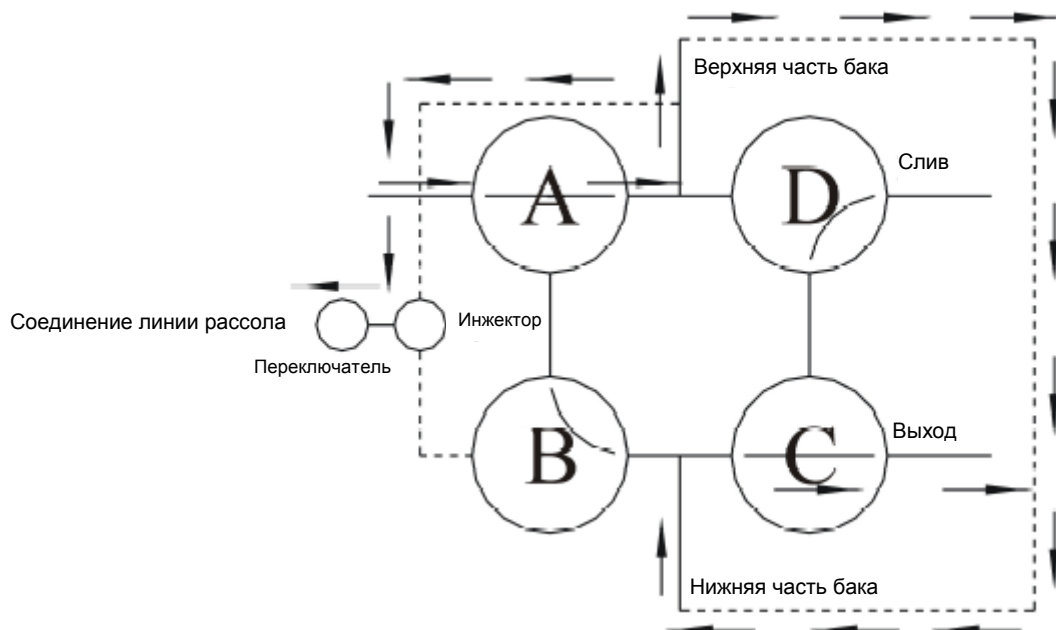 Верхняя часть бака
A
D
Слив
Соединение линии рассола
Инжектор
Переключатель
B
C
Выход
Нижняя часть бака